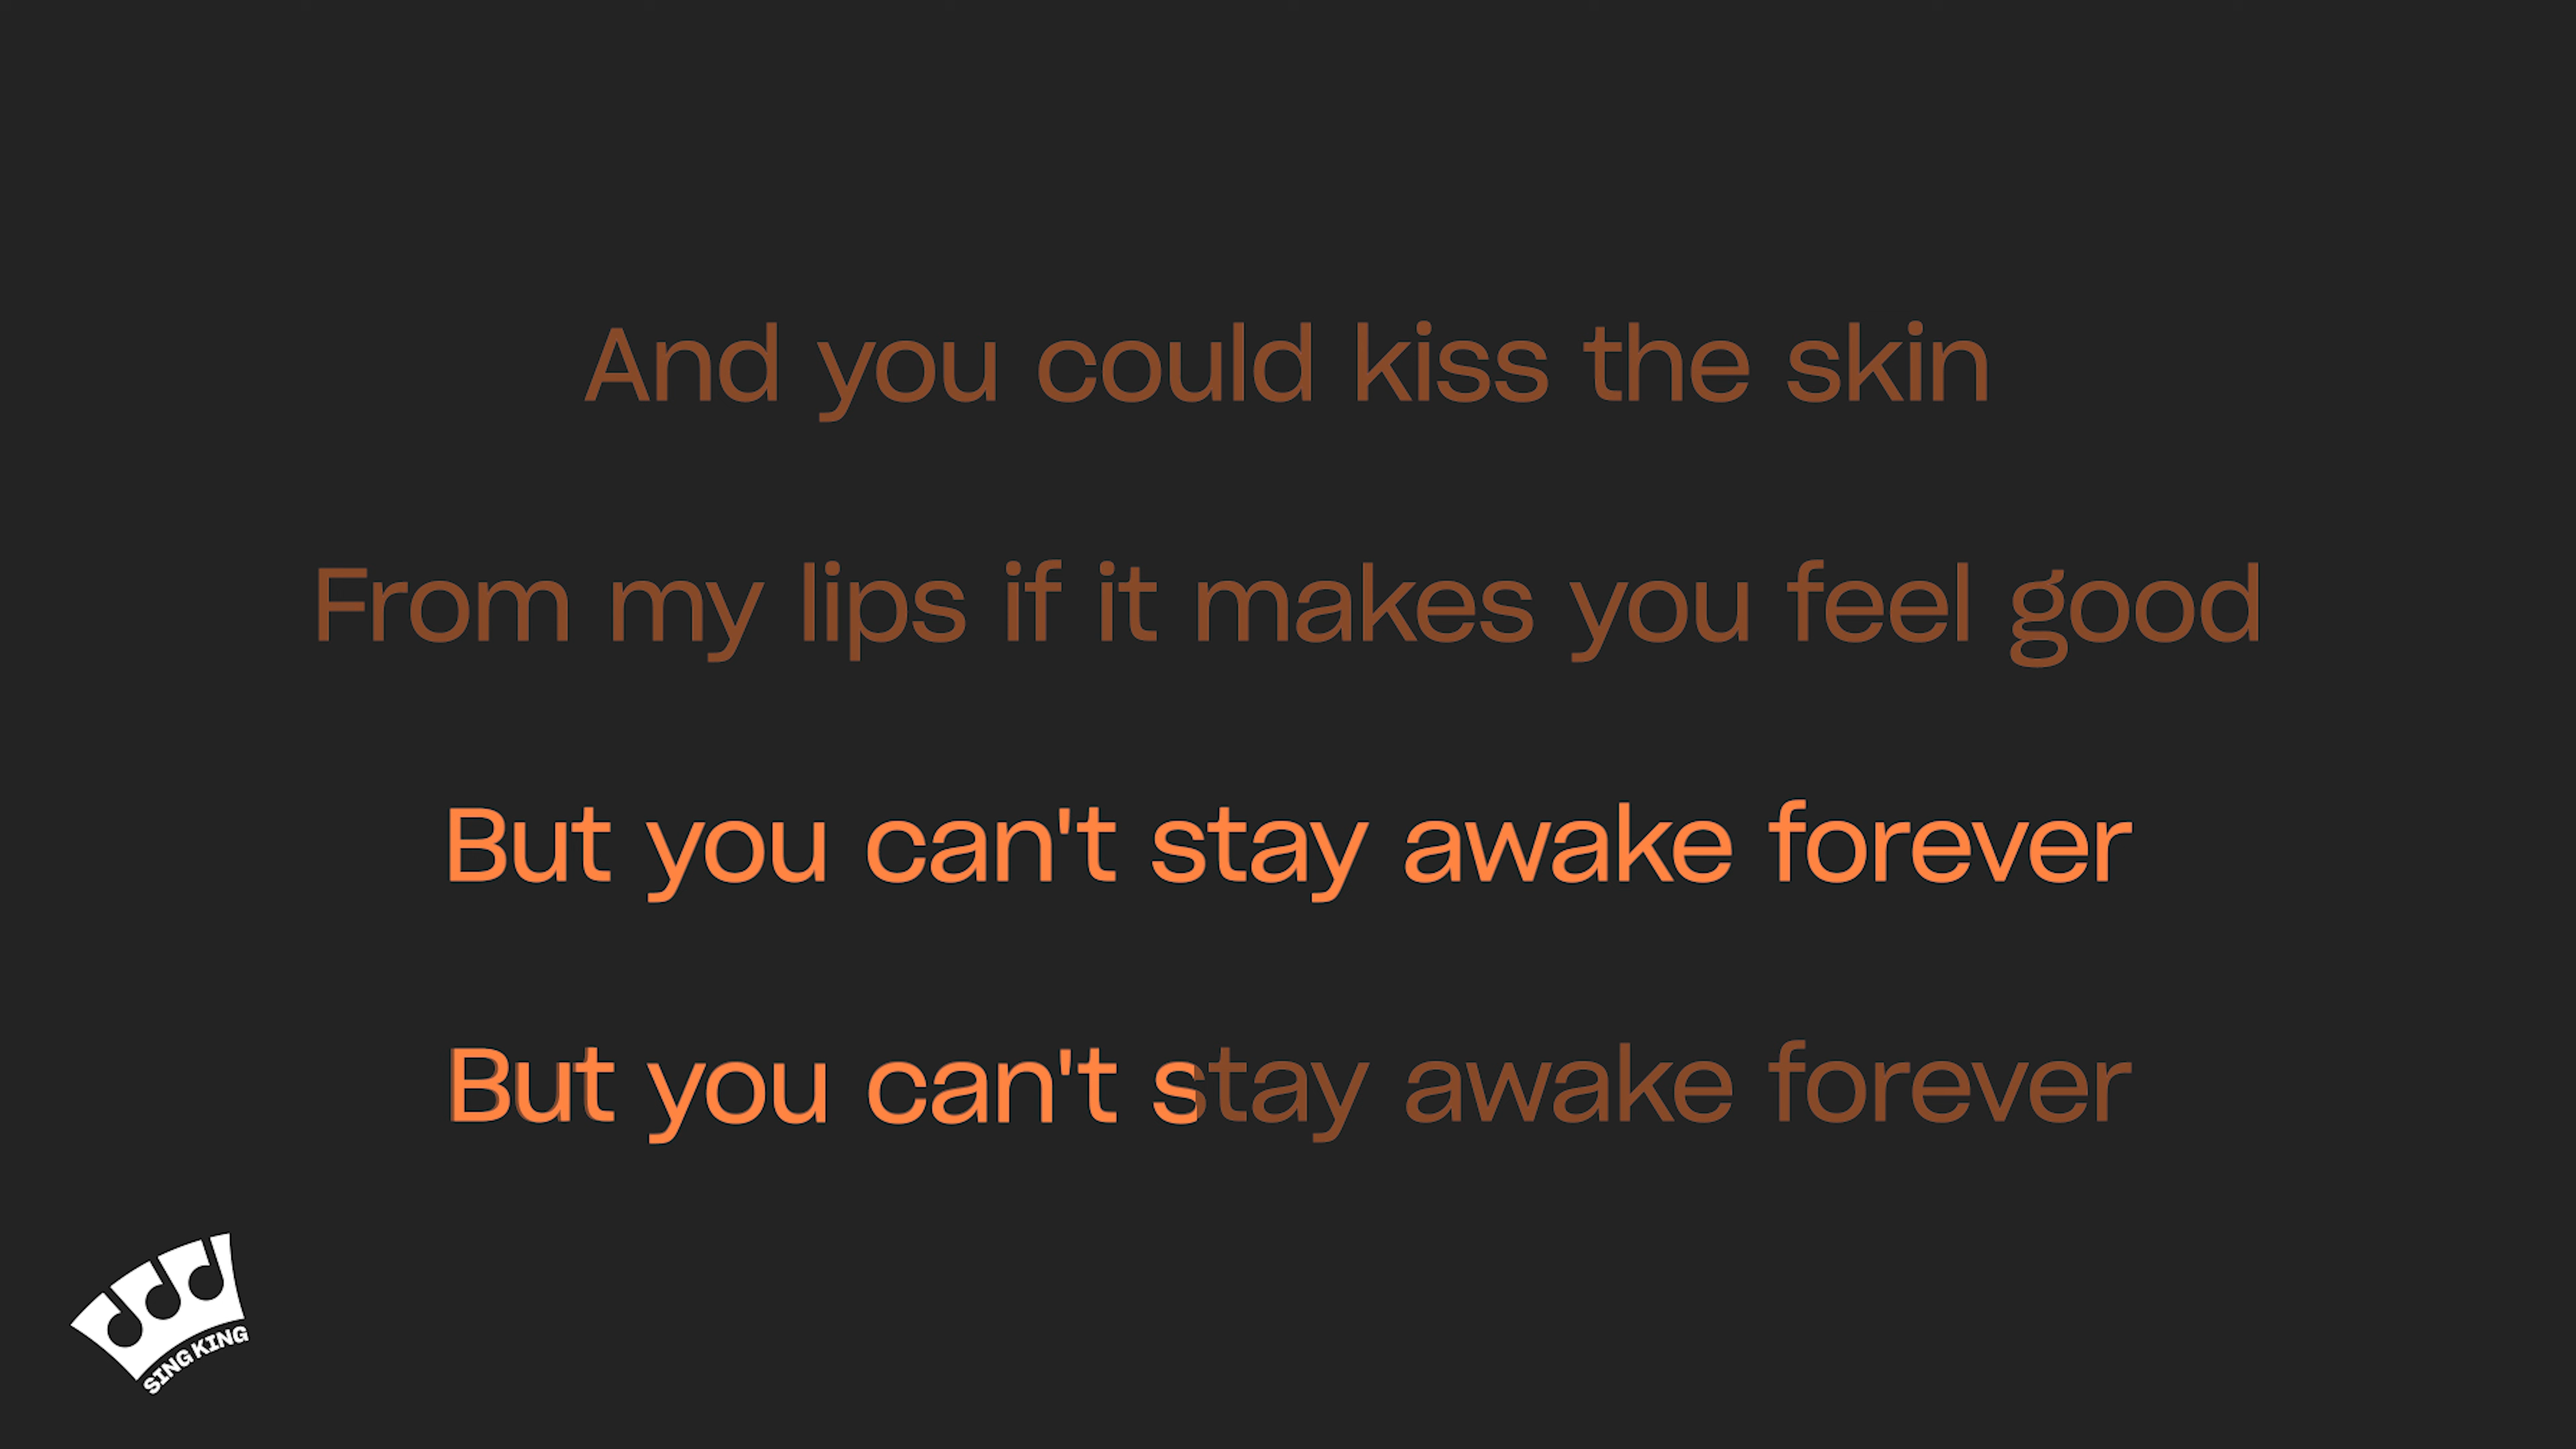 And you could kiss the skin
From my lips if it makes you feel good
But you can't stay awake forever
But you can't stay awake forever
SING KING